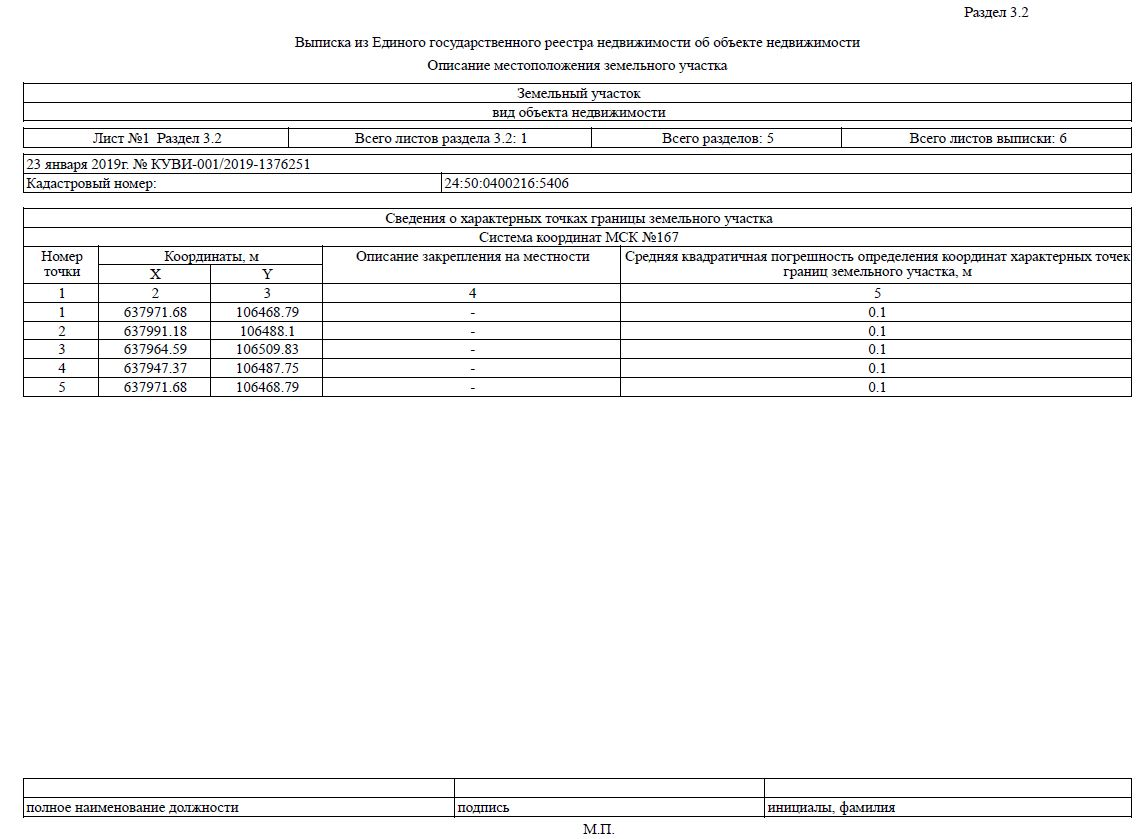 Раздел 3.2
Выписка из Единого государственного реестра недвижимости об объекте недвижимости
Описание местоположения земельного участка
Земельный участок
вид объекта недвижимости
Лист №1 Раздел 3.2 Всего листов раздела 3.2: 1 Всего разделов: 5 Всего листов выписки: 6
23 января 2019г. № КУВИ-001/2019-1376251
Кадастровый номер: 24:50:0400216:5406
Сведения о характерных точках границы земельного участка
Система координат МСК №167
Номер точки Координаты, м Описание закрепления на местности Средняя квадратичная погрешность определения координат характерных точек границ земельного участка, м
X Y
1 2 3 4 5
1 637971.68 106468.79 - 0.1
2 637991.18 106488.1 - 0.1
3 637964.59 106509.83 - 0.1
4 637947.37 106487.75 - 0.1
5 637971.68 106468.79 - 0.1
полное наименование должности подпись инициалы, фамилия
М.П.